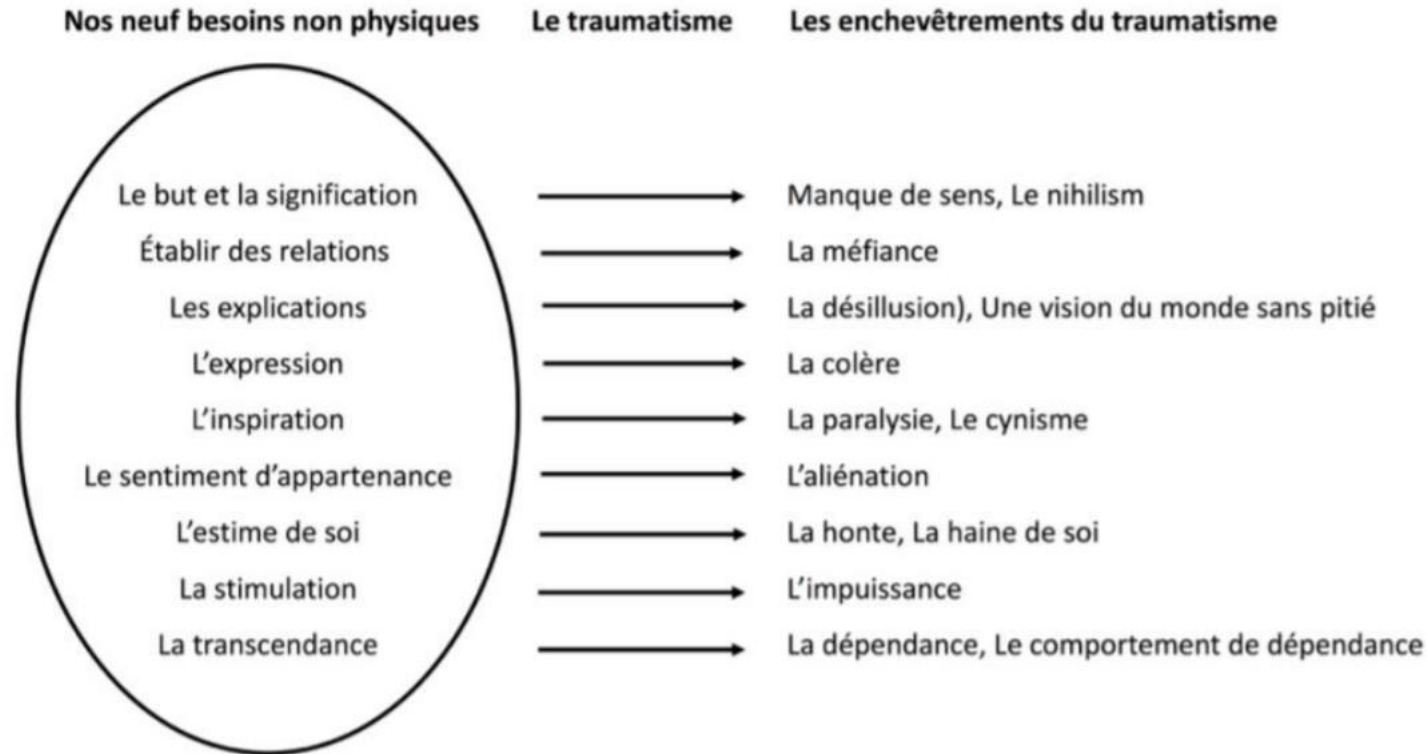 Nos neuf besoins non physiques Le traumatisme Les enchevêtrements du traumatisme
Le but et la signification Manque de sens, Le nihilism
Établir des relations La méfiance
Les explications La désillusion), Une vision du monde sans pitié
L'expression La colère
L'inspiration La paralysie, Le cynisme
Le sentiment d'appartenance L'aliénation
L'estime de soi La honte, La haine de soi
La stimulation L'impuissance
La transcendance La dépendance, Le comportement de dépendance